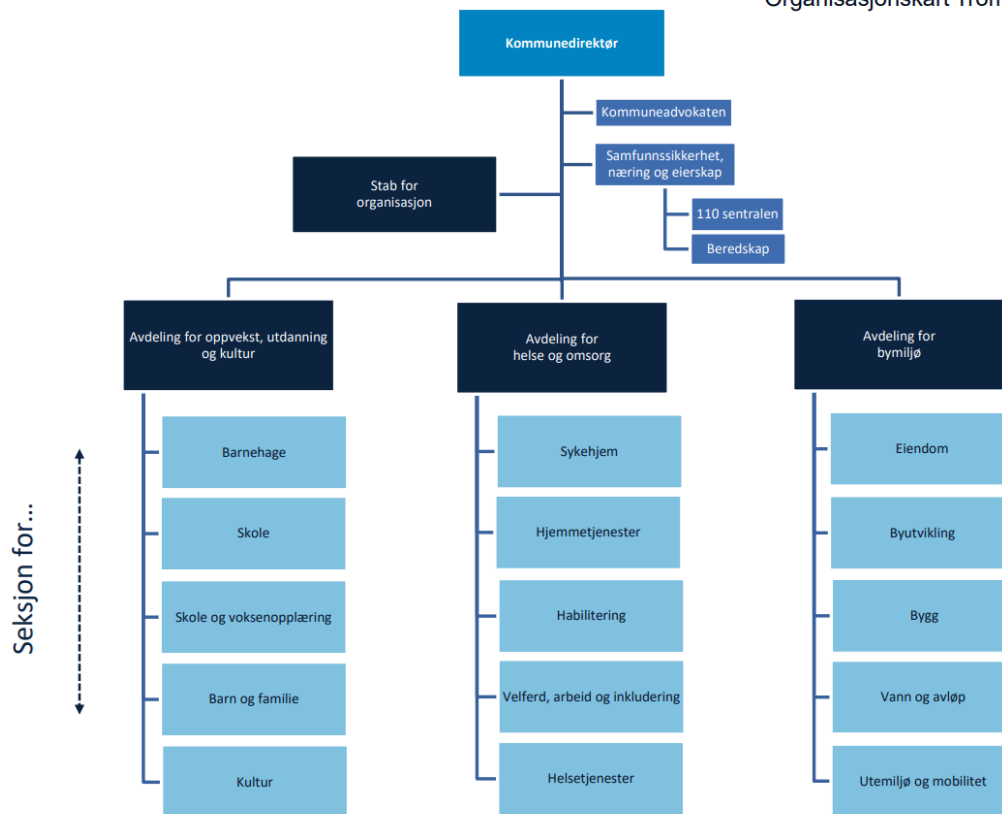 Organisasjonskart
Kommunedirektør
Kommuneadvokaten
Samfunnssikkerhet,
næring og eierskap
Stab for
organisasjon
110 sentralen
Beredskap
Avdeling for oppvekst, utdanning
og kultur
Avdeling for
helse og omsorg
Avdeling for
bymiljø
Seksjon for...
Barnehage
Sykehjem
Eiendom
Skole
Hjemmetjenester
Byutvikling
Skole og voksenopplæring
Habilitering
Bygg
Barn og familie
Velferd, arbeid og inkludering
Vann og avløp
Kultur
Helsetjenester
Utemiljø og mobilitet